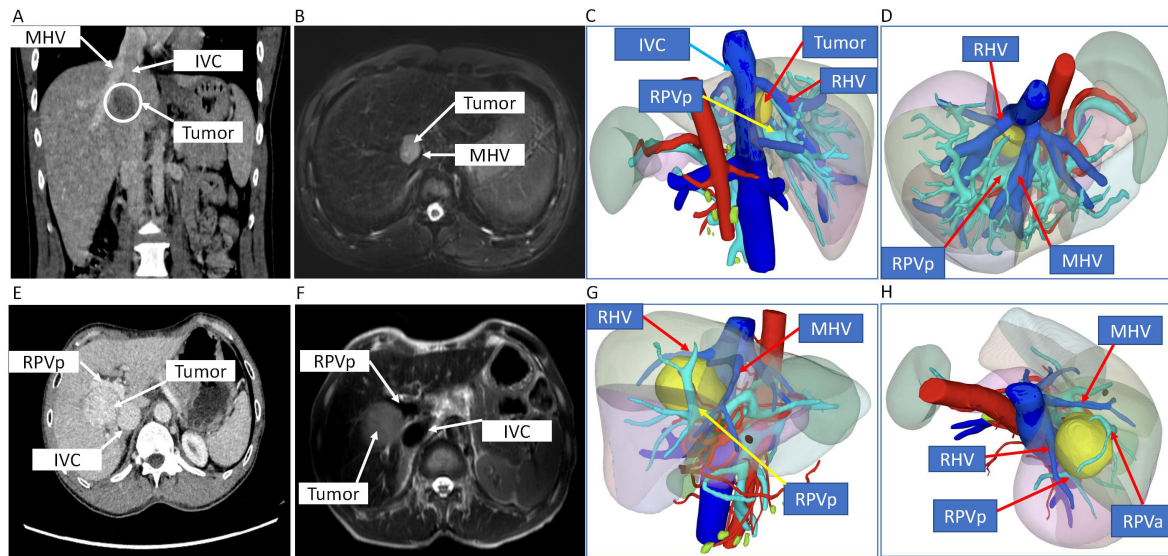 A
MHV
IVC
Tumor
B
Tumor
MHV
C
IVC
Tumor
RHV
RPVp
D
RHV
RPVp
MHV
E
RPVp
Tumor
IVC
F
RPVp
IVC
Tumor
G
RHV
MHV
RPVp
H
MHV
RHV
RPVp
RPVa